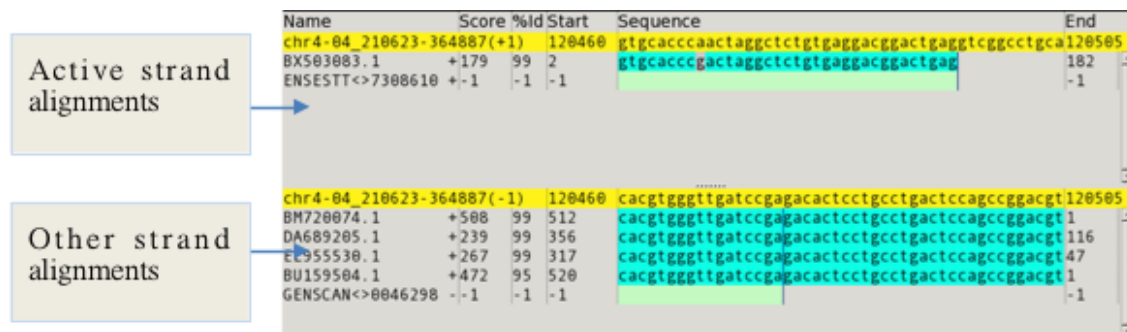 Active strand
alignments
Other strand
alignments
Name Score %Id Start Sequence End
chr4-04_210623-364887(+1) 120460 gtgcacccaactaggctctgtgaggacggactgaggtcggcctgca 120505
BX503083.1 +179 99 2 gtgcacccgactaggctctgtgaggacggactgag 182
ENSESTT<>7308610 +-1 -1 -1 -1
chr4-04_210623-364887(-1) 120460 cacgtgggttgatccgagacactcctgcctgactccagccggacgt 120505
BM720074.1 +508 99 512 cacgtgggttgatccgagacactcctgcctgactccagccggacgt 1
DA689205.1 +239 99 356 cacgtgggttgatccgagacactcctgcctgactccagccggacgt 116
+267 99 317 cacgtgggttgatccgagacactcctgcctgactccagccggacgt 47
BU159504.1 +472 95 520 cacgtgggttgatccgagacactcctgcctgactccagccggacgt 1
GENSCAN<>0046298 --1 -1 -1 -1